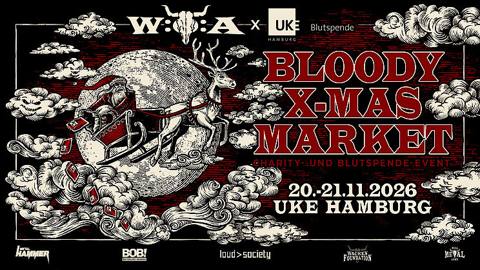 W:O:A x UKE Blutspende
HAMBURG
BLOODY
X-MAS
MARKET
CHARITY- UND BLUTSPENDE-EVENT
20.-21.11.2026
UKE HAMBURG
METAL HAMMER
BOB!
loud>society
WACKEN FOUNDATION